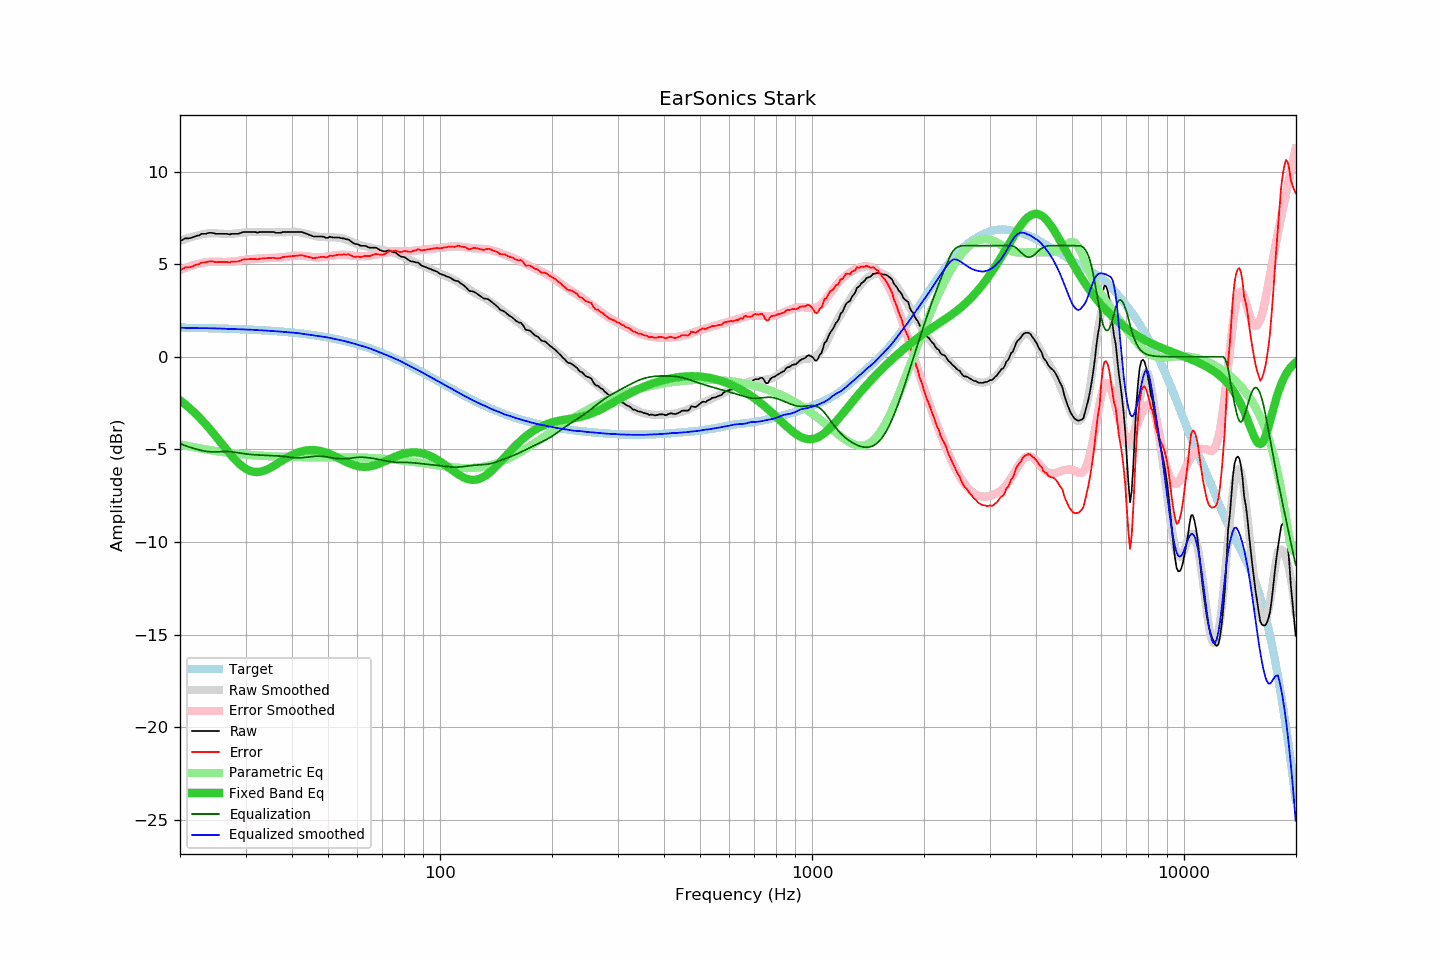 EarSonics Stark
10
5
0
−5
−10
−15
−20
−25
Amplitude (dBr)
Target
Raw Smoothed
Error Smoothed
Raw
Error
Parametric Eq
Fixed Band Eq
Equalization
Equalized smoothed
100
1000
10000
Frequency (Hz)